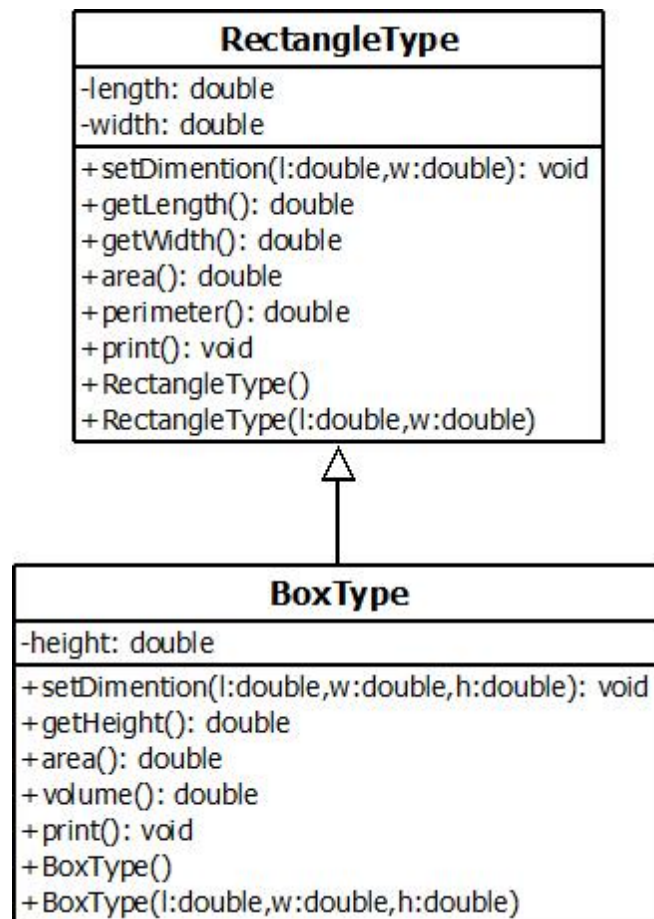 RectangleType
-length: double
-width: double
+setDimention(l:double,w:double): void
+getLength(): double
+getWidth(): double
+area(): double
+perimeter(): double
+print(): void
+RectangleType()
+RectangleType(l:double,w:double)
BoxType
-height: double
+setDimention(l:double,w:double,h:double): void
+getHeight(): double
+area(): double
+volume(): double
+print(): void
+BoxType()
+BoxType(l:double,w:double,h:double)